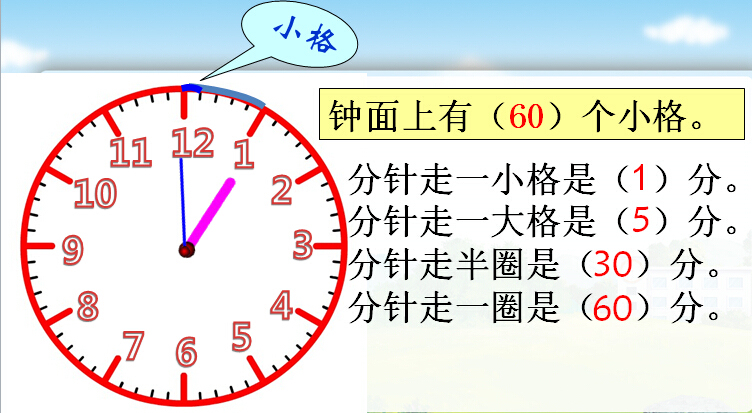 小格
钟面上有（60）个小格。
分针走一小格是（1）分。
分针走一大格是（5）分。
分针走半圈是（30）分。
分针走一圈是（60）分。
12
11
1
10
2
9
3
8
4
7
5
6